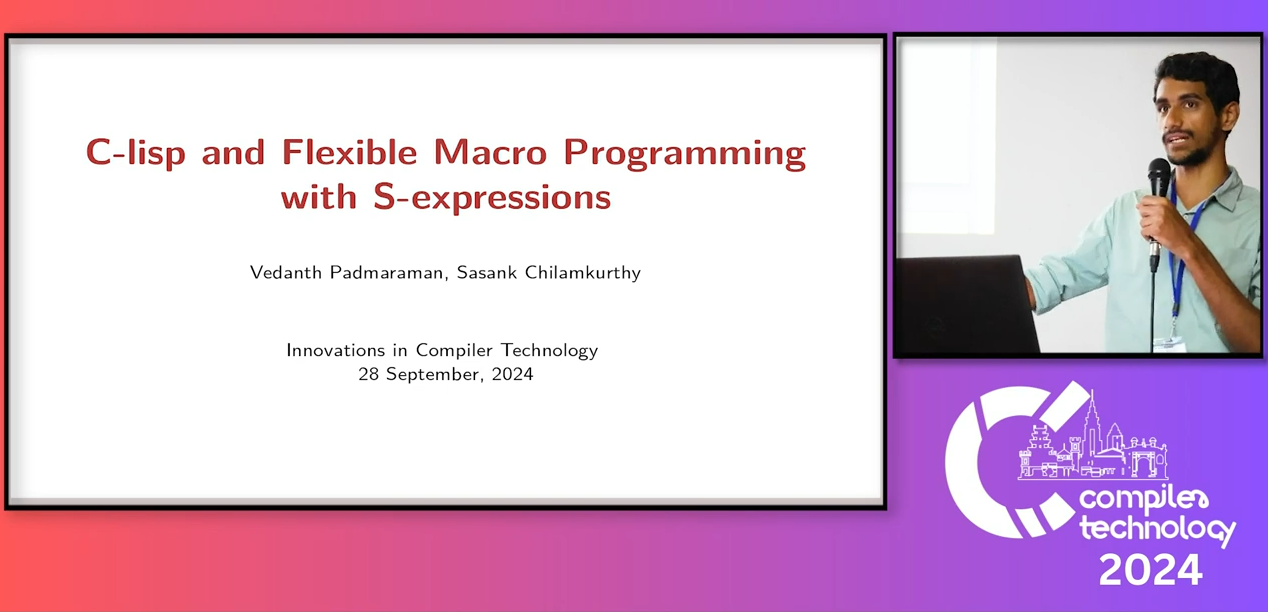 C-lisp and Flexible Macro Programming
with S-expressions
Vedanth Padmaraman, Sasank Chilamkurthy
Innovations in Compiler Technology
28 September, 2024
compiler
technology
2024